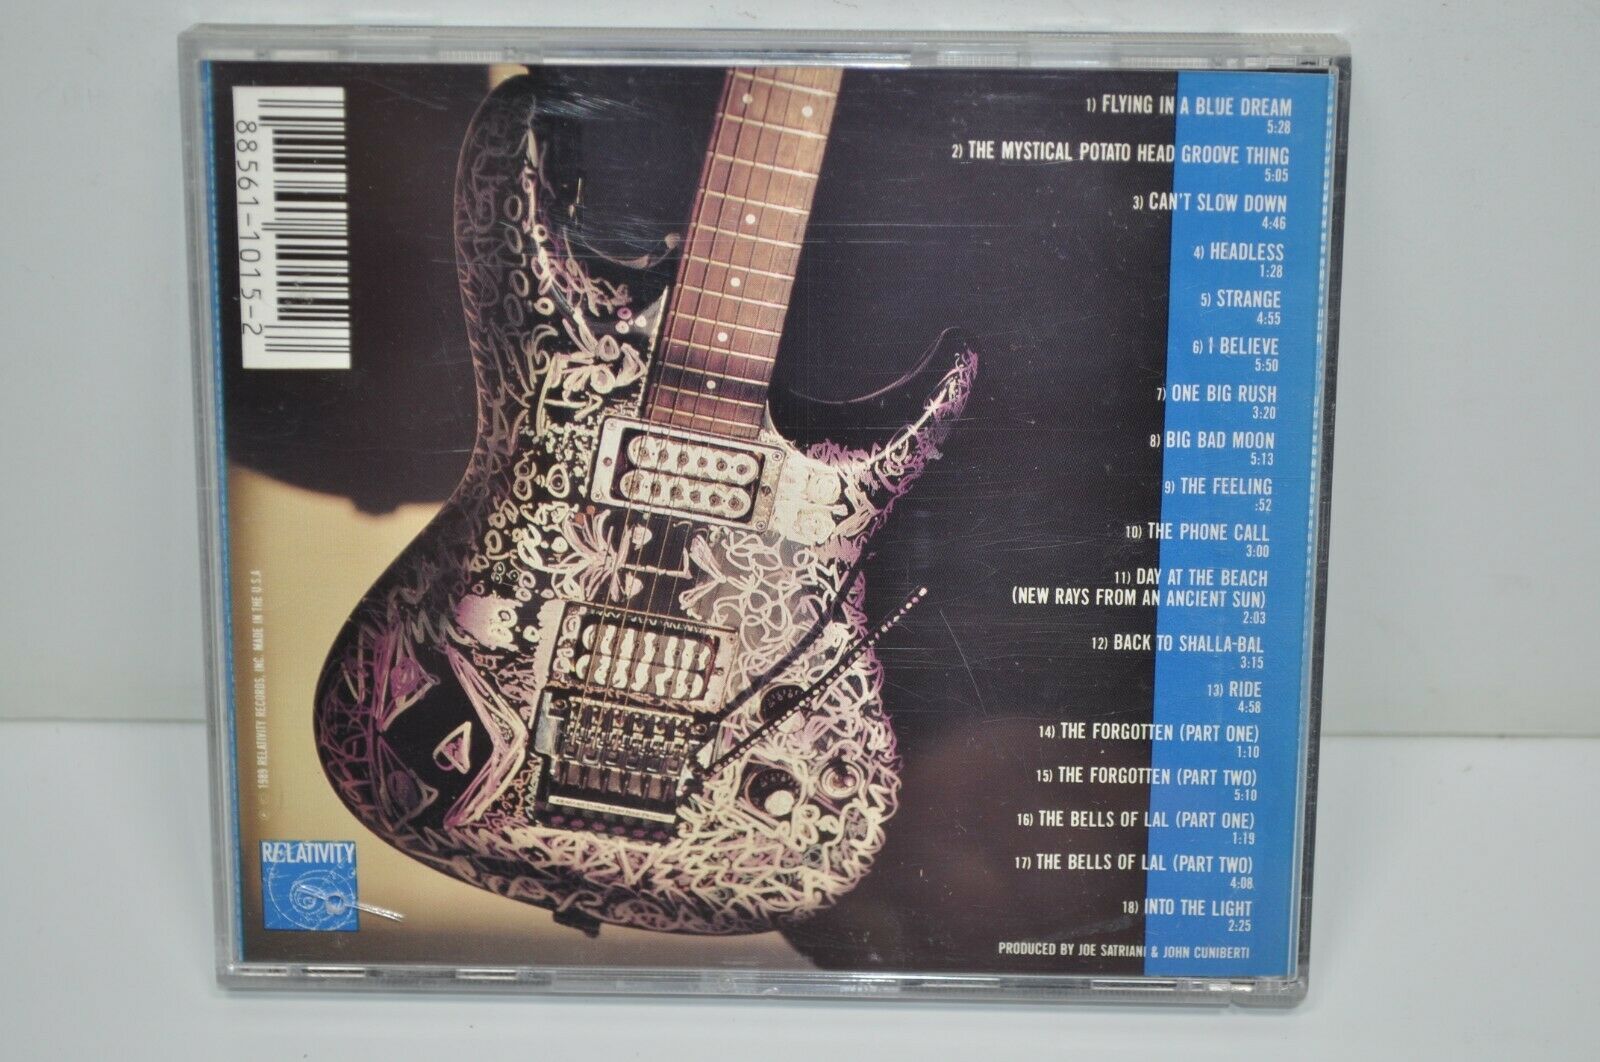 88561-1015-2
1) FLYING IN A BLUE DREAM
5:28
2) THE MYSTICAL POTATO HEAD GROOVE THING
5:05
3) CAN'T SLOW DOWN
4:46
4) HEADLESS
1:28
5) STRANGE
4:55
6) I BELIEVE
5:50
7) ONE BIG RUSH
3:20
8) BIG BAD MOON
5:13
9) THE FEELING
:52
10) THE PHONE CALL
3:00
11) DAY AT THE BEACH
(NEW RAYS FROM AN ANCIENT SUN)
2:03
12) BACK TO SHALLA-BAL
3:15
13) RIDE
4:58
14) THE FORGOTTEN (PART ONE)
1:10
15) THE FORGOTTEN (PART TWO)
5:10
16) THE BELLS OF LAL (PART ONE)
1:19
17) THE BELLS OF LAL (PART TWO)
4:08
18) INTO THE LIGHT
2:25
PRODUCED BY JOE SATRIANI & JOHN CUNIBERTI
℗ © 1989 RELATIVITY RECORDS, INC. MADE IN THE U.S.A
RELATIVITY